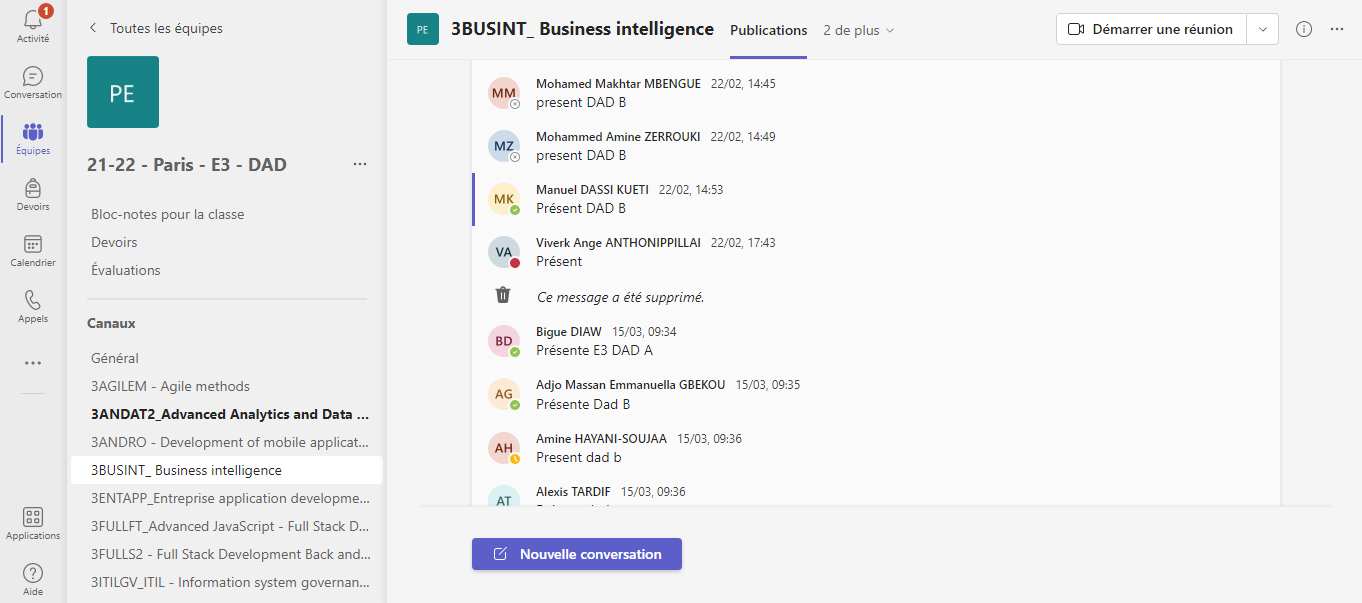 1
Activité
Conversation
Équipes
Devoirs
Calendrier
Appels
Applications
Aide
Toutes les équipes
PE
21-22 - Paris - E3 - DAD
Bloc-notes pour la classe
Devoirs
Évaluations
Canaux
Général
3AGILEM - Agile methods
3ANDAT2_Advanced Analytics and Data ...
3ANDRO - Development of mobile applicat...
3BUSINT_ Business intelligence
3ENTAPP_Entreprise application developme...
3FULLFT_Advanced JavaScript - Full Stack D...
3FULLS2 - Full Stack Development Back and...
3ITILGV_ITIL - Information system governan...
PE 3BUSINT_ Business intelligence Publications 2 de plus Démarrer une réunion
MM Mohamed Makhtar MBENGUE 22/02, 14:45
present DAD B
MZ Mohammed Amine ZERROUKI 22/02, 14:49
present DAD B
MK Manuel DASSI KUETI 22/02, 14:53
Présent DAD B
VA Viverk Ange ANTHONIPPILLAI 22/02, 17:43
Présent
Ce message a été supprimé.
BD Bigue DIAW 15/03, 09:34
Présente E3 DAD A
AG Adjo Massan Emmanuella GBEKOU 15/03, 09:35
Présente Dad B
AH Amine HAYANI-SOUJAA 15/03, 09:36
Present dad b
AT Alexis TARDIF 15/03, 09:36
Nouvelle conversation